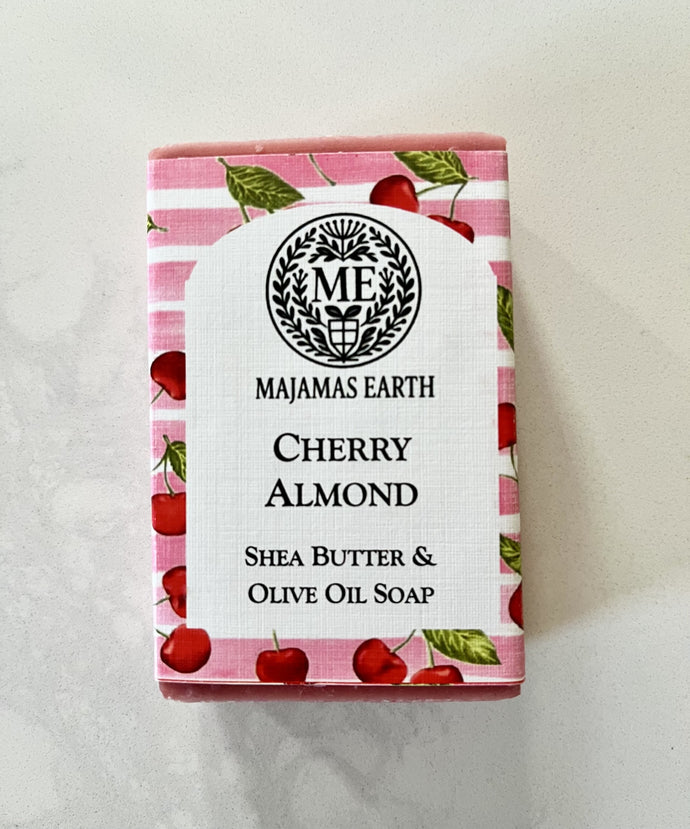 ME
MAJAMAS EARTH
CHERRY
ALMOND
SHEA BUTTER &
OLIVE OIL SOAP